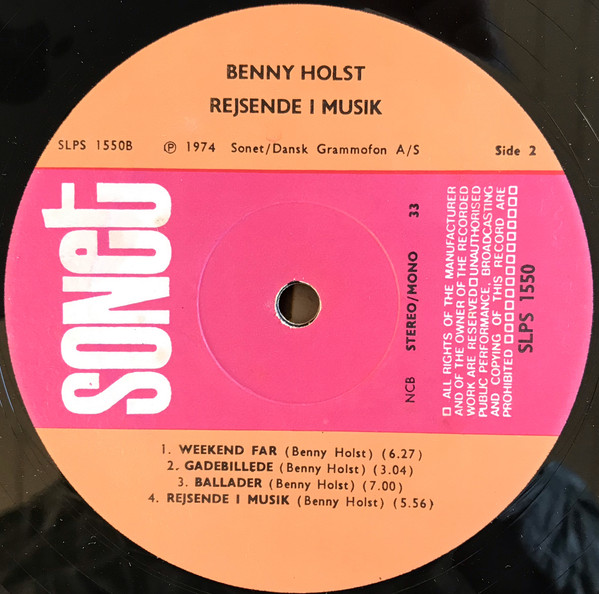 BENNY HOLST
REJSENDE I MUSIK
SLPS 1550B ℗ 1974 Sonet/Dansk Grammofon A/S Side 2
sonet
NCB STEREO/MONO 33
□ ALL RIGHTS OF THE MANUFACTURER
AND OF THE OWNER OF THE RECORDED
WORK ARE RESERVED□UNAUTHORISED
PUBLIC PERFORMANCE, BROADCASTING
AND COPYING OF THIS RECORD ARE
PROHIBITED □□□□□□□□□□□□□□
SLPS 1550
1. WEEKEND FAR (Benny Holst) (6.27)
2. GADEBILLEDE (Benny Holst) (3.04)
3. BALLADER (Benny Holst) (7.00)
4. REJSENDE I MUSIK (Benny Holst) (5.56)